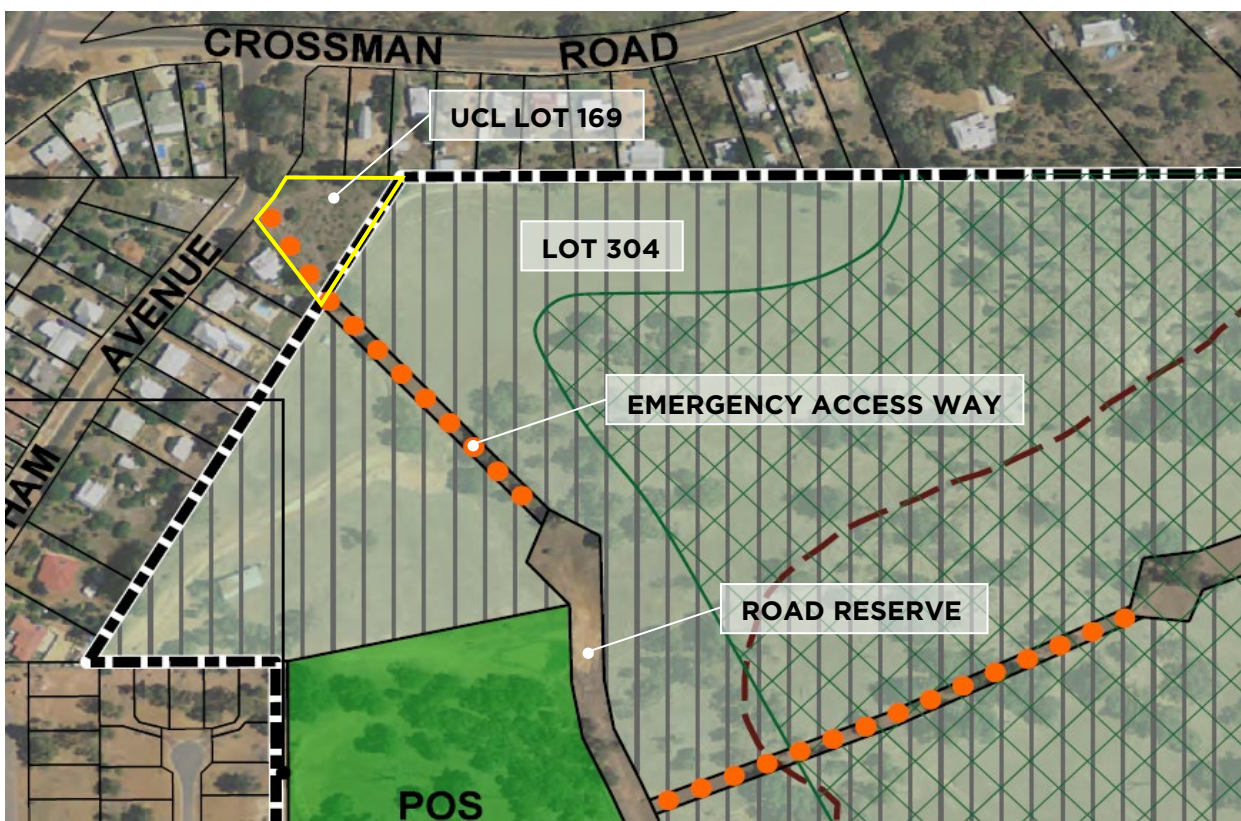 CROSSMAN ROAD
UCL LOT 169
LOT 304
AVENUE
EMERGENCY ACCESS WAY
HAM
ROAD RESERVE
POS